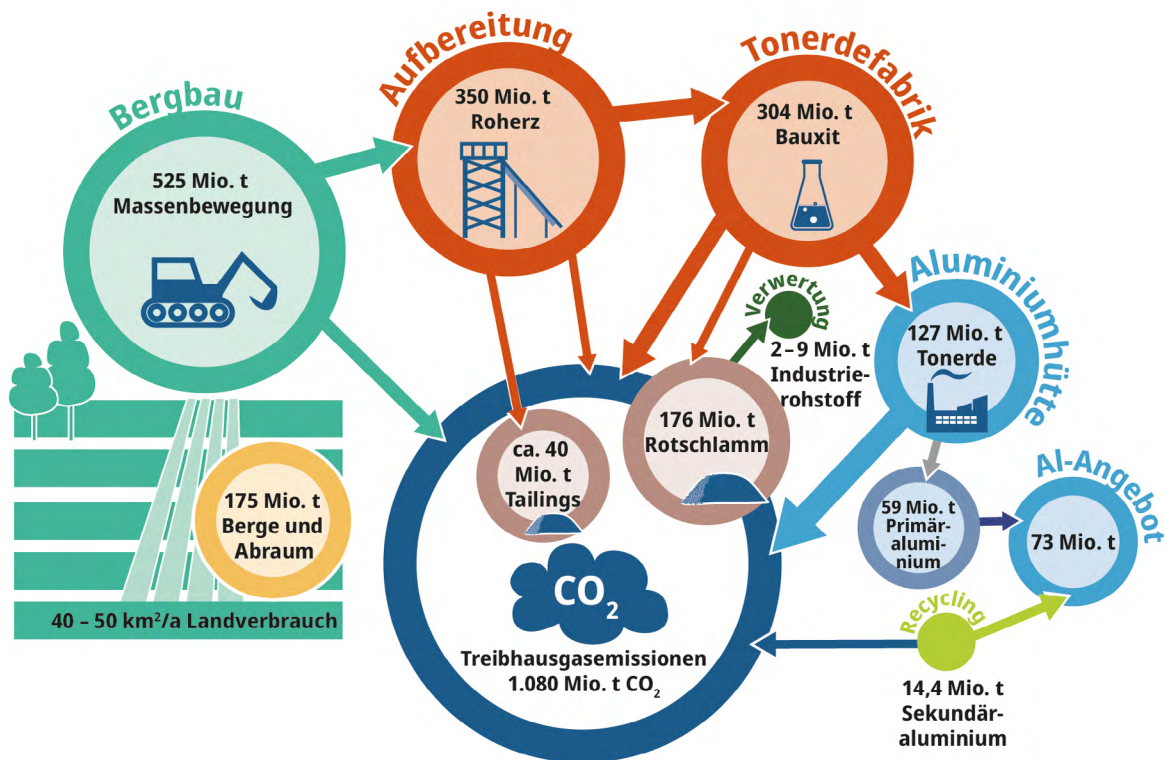 Bergbau
525 Mio. t
Massenbewegung
Aufbereitung
350 Mio. t
Roherz
Tonerdefabrik
304 Mio. t
Bauxit
Aluminiumhütte
127 Mio. t
Tonerde
Verwertung
2–9 Mio. t
Industrie-
rohstoff
176 Mio. t
Rotschlamm
ca. 40
Mio. t
Tailings
175 Mio. t
Berge und
Abraum
40 – 50 km²/a Landverbrauch
59 Mio. t
Primär-
alumi-
nium
Al-Angebot
73 Mio. t
CO₂
Treibhausgasemissionen
1.080 Mio. t CO₂
Recycling
14,4 Mio. t
Sekundär-
aluminium